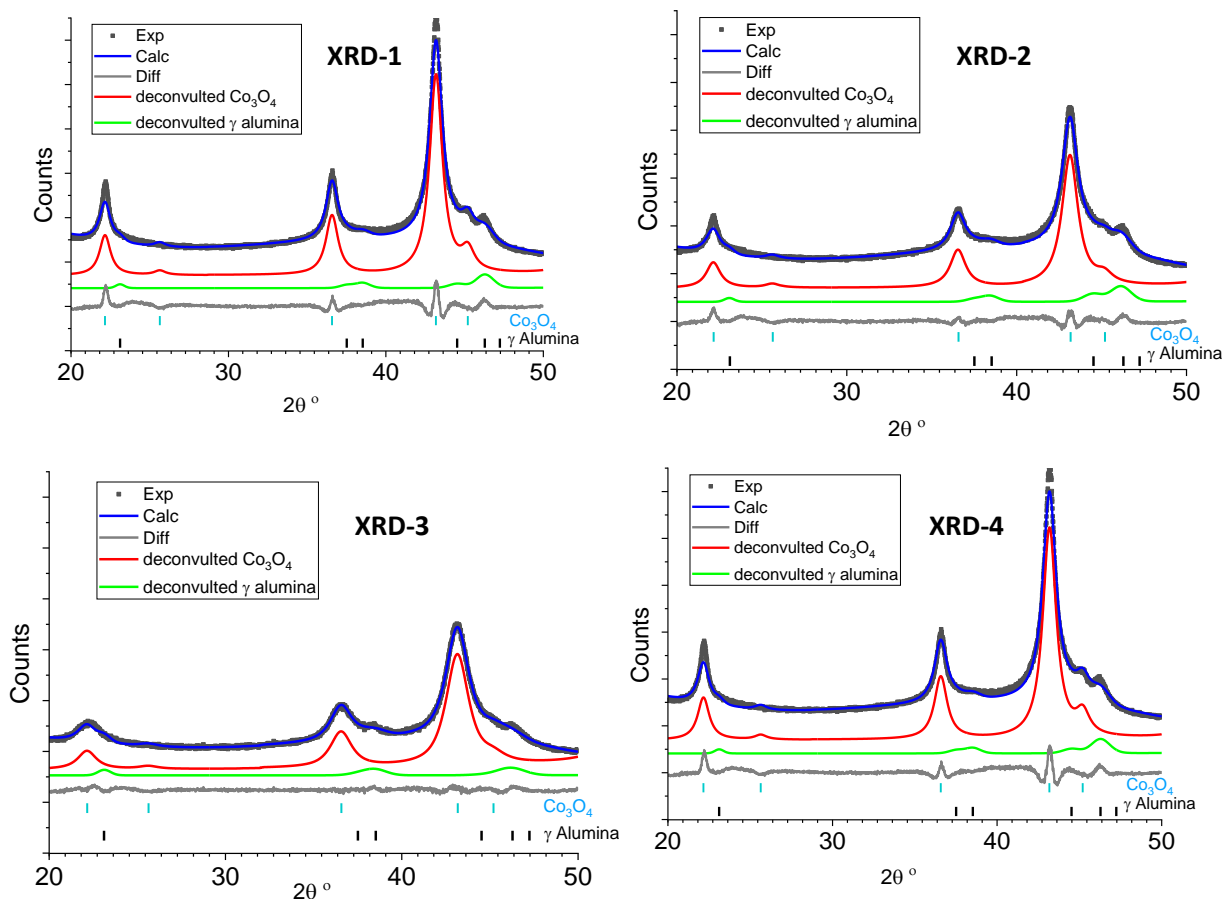 XRD-1
Exp
Calc
Diff
deconvulted Co₃O₄
deconvulted γ alumina
Counts
Co₃O₄
γ Alumina
20 30 40 50
2θ °
XRD-2
Exp
Calc
Diff
deconvulted Co₃O₄
deconvulted γ alumina
Counts
Co₃O₄
γ Alumina
20 30 40 50
2θ °
XRD-3
Exp
Calc
Diff
deconvulted Co₃O₄
deconvulted γ alumina
Counts
Co₃O₄
γ Alumina
20 30 40 50
2θ °
XRD-4
Exp
Calc
Diff
deconvulted Co₃O₄
deconvulted γ alumina
Counts
Co₃O₄
γ Alumina
20 30 40 50
2θ °